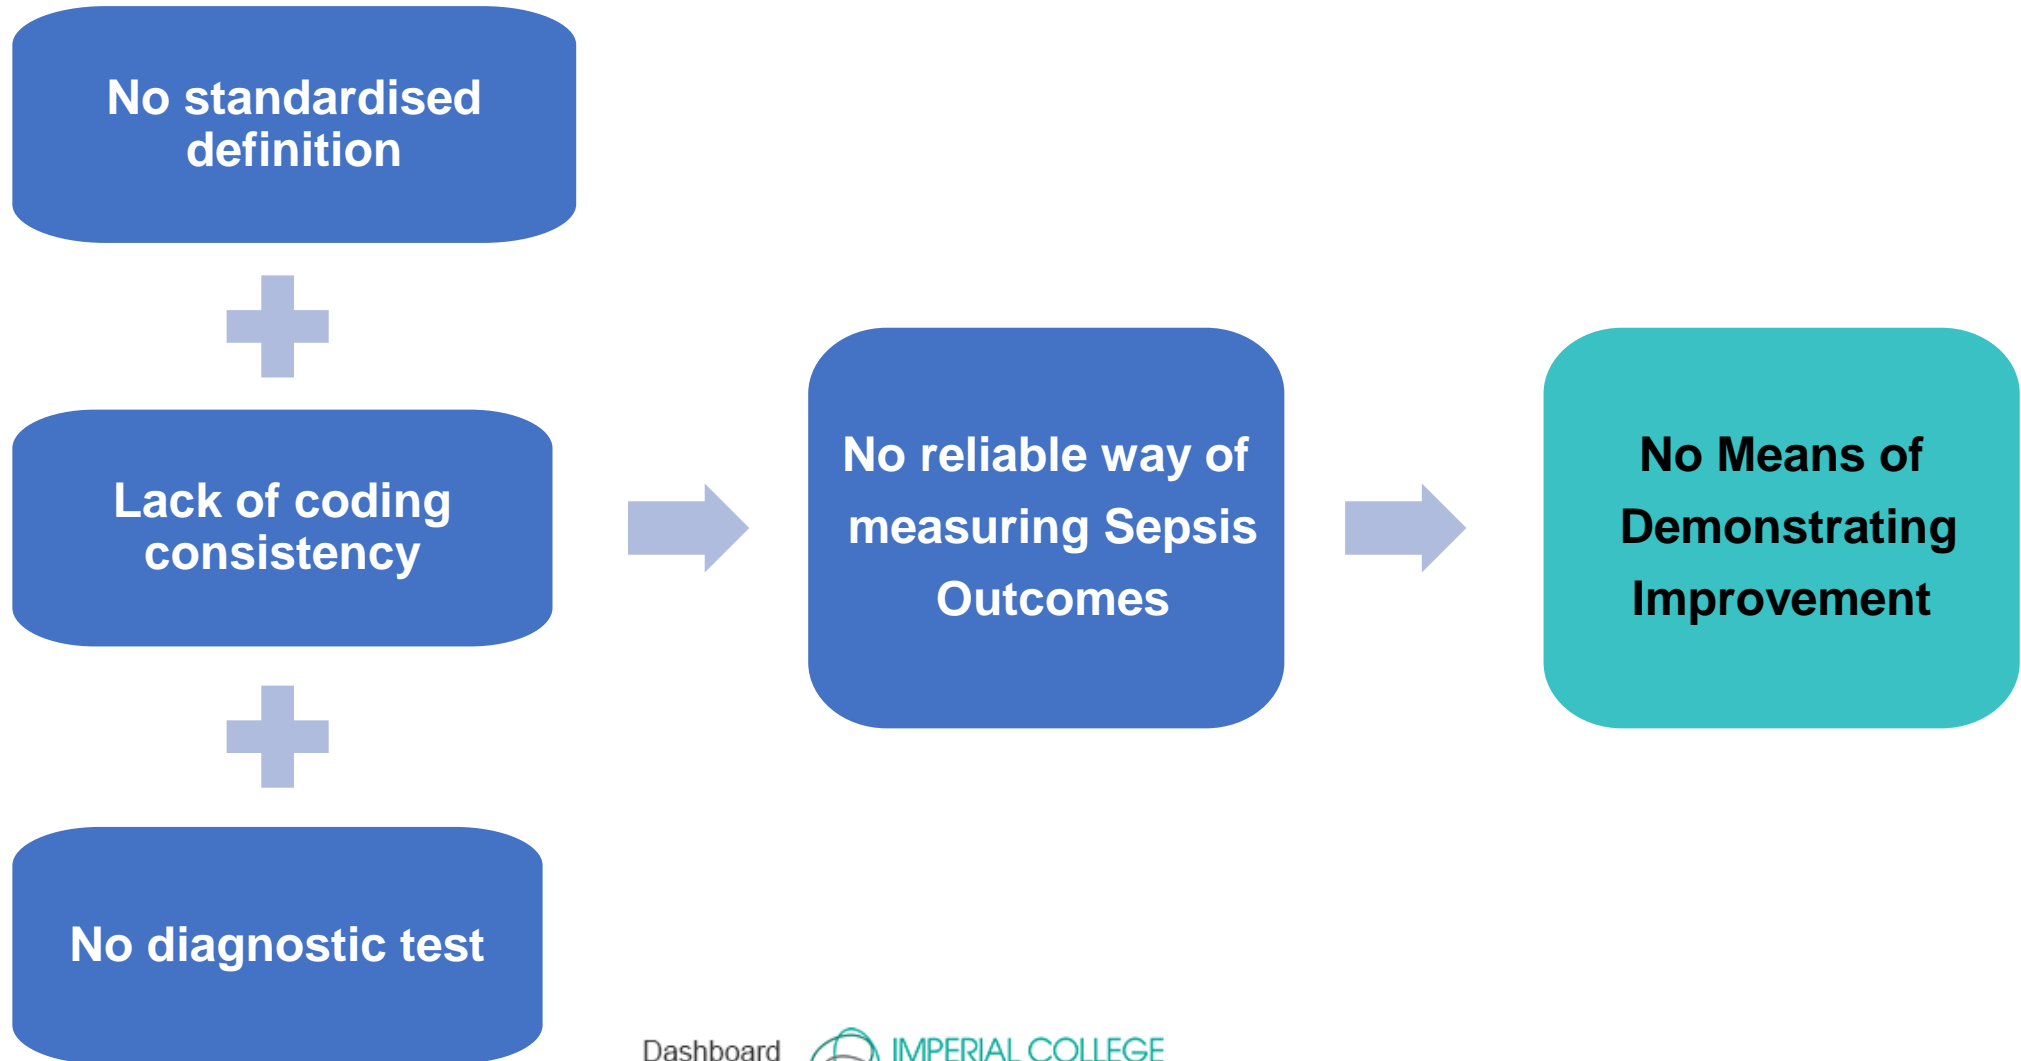 No standardised
definition
Lack of coding
consistency
No diagnostic test
No reliable way of
measuring Sepsis
Outcomes
No Means of
Demonstrating
Improvement
Dashboard
IMPERIAL COLLEGE